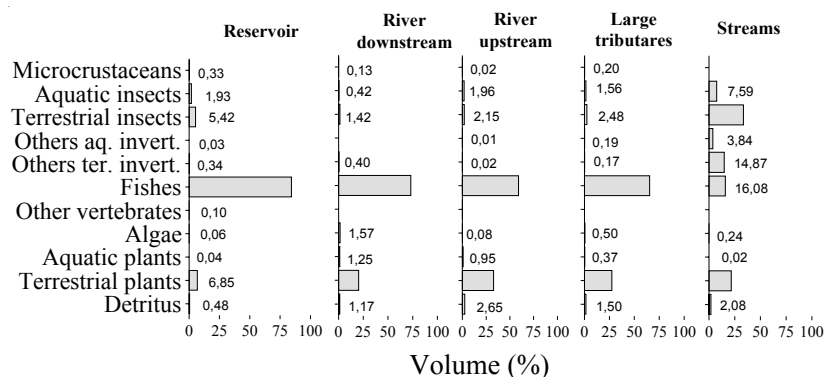 Reservoir
River downstream
River upstream
Large tributares
Streams
Microcrustaceans 0,33 0,13 0,02 0,20
Aquatic insects 1,93 0,42 1,96 1,56 7,59
Terrestrial insects 5,42 1,42 2,15 2,48
Others aq. invert. 0,03 0,01 0,19 3,84
Others ter. invert. 0,34 0,40 0,02 0,17 14,87
Fishes 16,08
Other vertebrates 0,10
Algae 0,06 1,57 0,08 0,50 0,24
Aquatic plants 0,04 1,25 0,95 0,37 0,02
Terrestrial plants 6,85
Detritus 0,48 1,17 2,65 1,50 2,08
0 25 50 75 100 0 25 50 75 100 0 25 50 75 100 0 25 50 75 100 0 25 50 75 100
Volume (%)